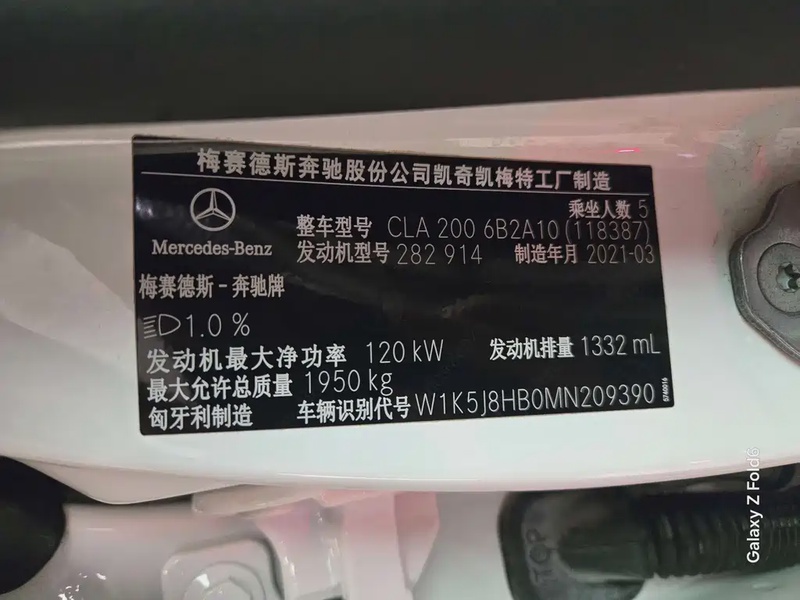 梅赛德斯奔驰股份公司凯奇凯梅特工厂制造
乘坐人数 5
整车型号 CLA 200 6B2A10 (118387)
发动机型号 282 914 制造年月 2021-03
Mercedes-Benz
梅赛德斯-奔驰牌
1.0 %
发动机最大净功率 120 kW 发动机排量 1332 mL
最大允许总质量 1950 kg
匈牙利制造 车辆识别代号 W1K5J8HB0MN209390
5740016
TOP
Galaxy Z Fold6